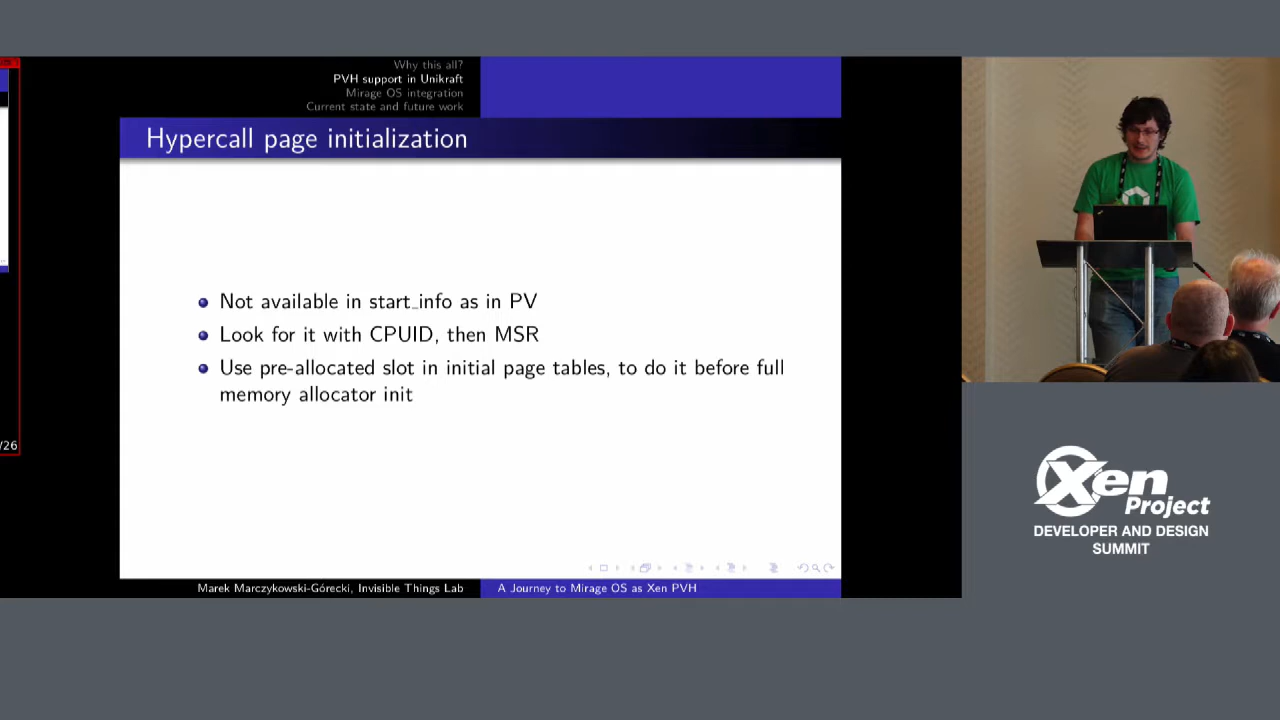 Why this all?
PVH support in Unikraft
Mirage OS integration
Current state and future work
Hypercall page initialization
Not available in start_info as in PV
Look for it with CPUID, then MSR
Use pre-allocated slot in initial page tables, to do it before full
memory allocator init
/26
Marek Marczykowski-Górecki, Invisible Things Lab
A Journey to Mirage OS as Xen PVH
Xen
Project
DEVELOPER AND DESIGN
SUMMIT